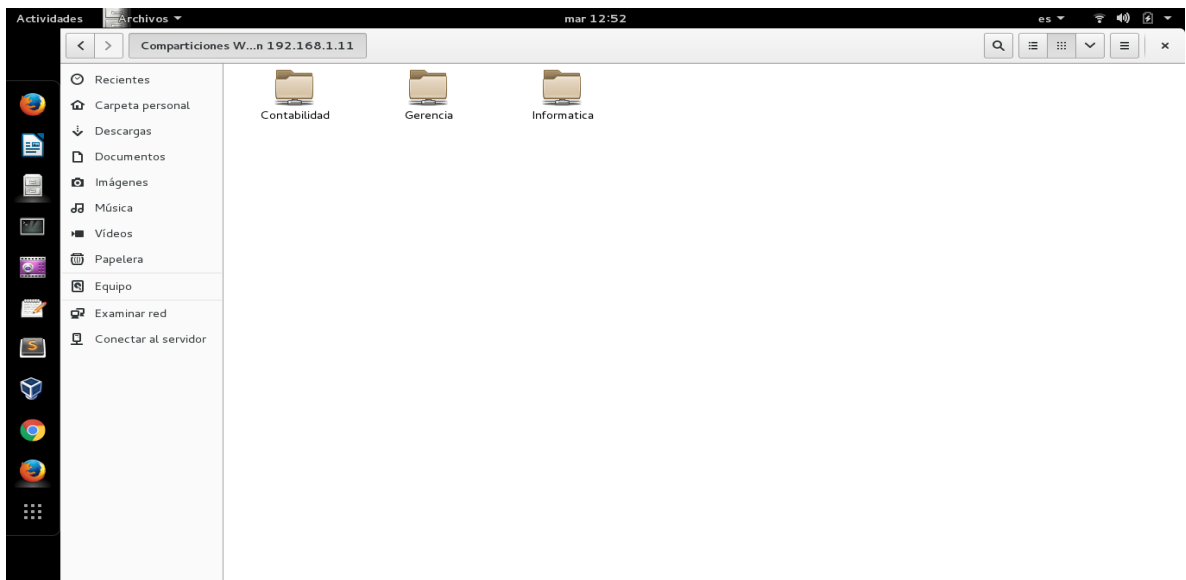 Actividades Archivos mar 12:52 es
Comparticiones W...n 192.168.1.11
Recientes
Carpeta personal
Descargas
Documentos
Imágenes
Música
Vídeos
Papelera
Equipo
Examinar red
Conectar al servidor
Contabilidad Gerencia Informatica